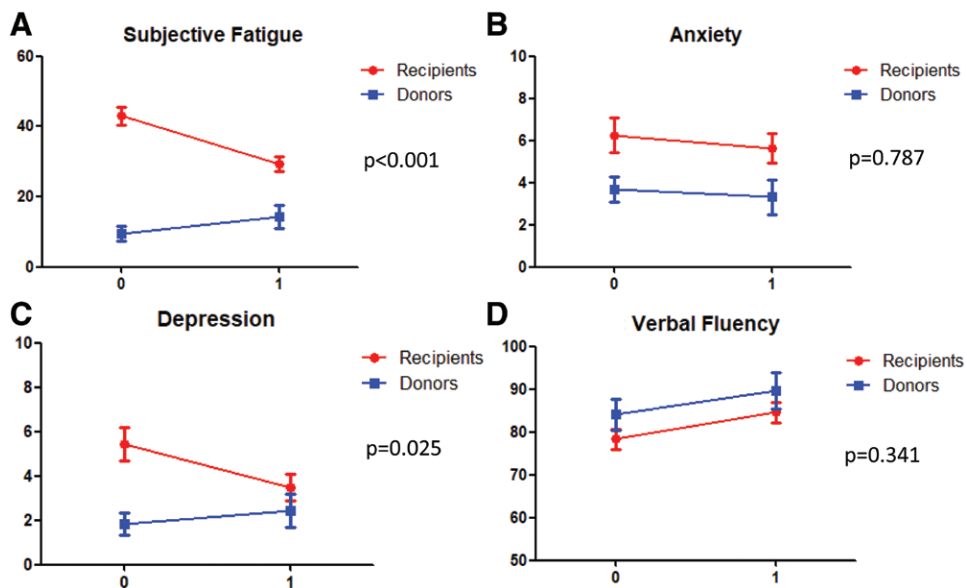 A
Subjective Fatigue
60
40
20
0
0 1
Recipients
Donors
p<0.001
B
Anxiety
10
8
6
4
2
0
0 1
Recipients
Donors
p=0.787
C
Depression
10
8
6
4
2
0
0 1
Recipients
Donors
p=0.025
D
Verbal Fluency
100
90
80
70
60
50
0 1
Recipients
Donors
p=0.341